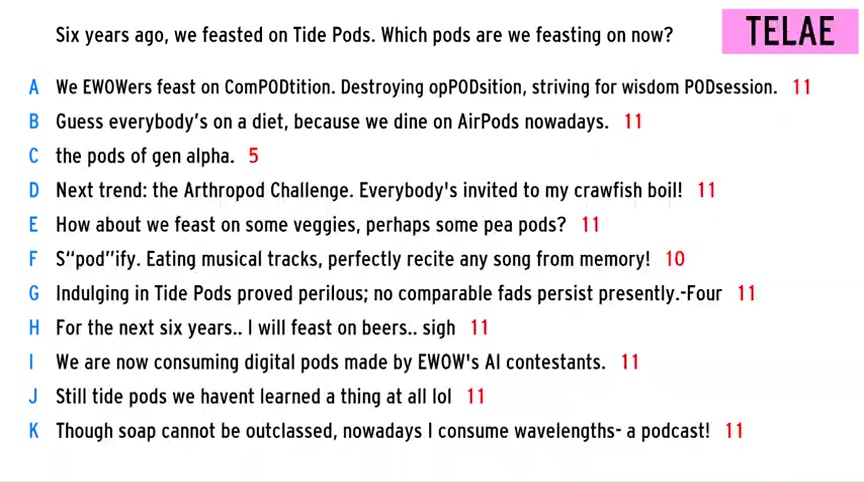 Six years ago, we feasted on Tide Pods. Which pods are we feasting on now?
TELAE
A We EWOWers feast on ComPODtition. Destroying opPODsition, striving for wisdom PODsession. 11
B Guess everybody's on a diet, because we dine on AirPods nowadays. 11
C the pods of gen alpha. 5
D Next trend: the Arthropod Challenge. Everybody's invited to my crawfish boil! 11
E How about we feast on some veggies, perhaps some pea pods? 11
F S“pod”ify. Eating musical tracks, perfectly recite any song from memory! 10
G Indulging in Tide Pods proved perilous; no comparable fads persist presently.-Four 11
H For the next six years.. I will feast on beers.. sigh 11
I We are now consuming digital pods made by EWOW's AI contestants. 11
J Still tide pods we havent learned a thing at all lol 11
K Though soap cannot be outclassed, nowadays I consume wavelengths- a podcast! 11